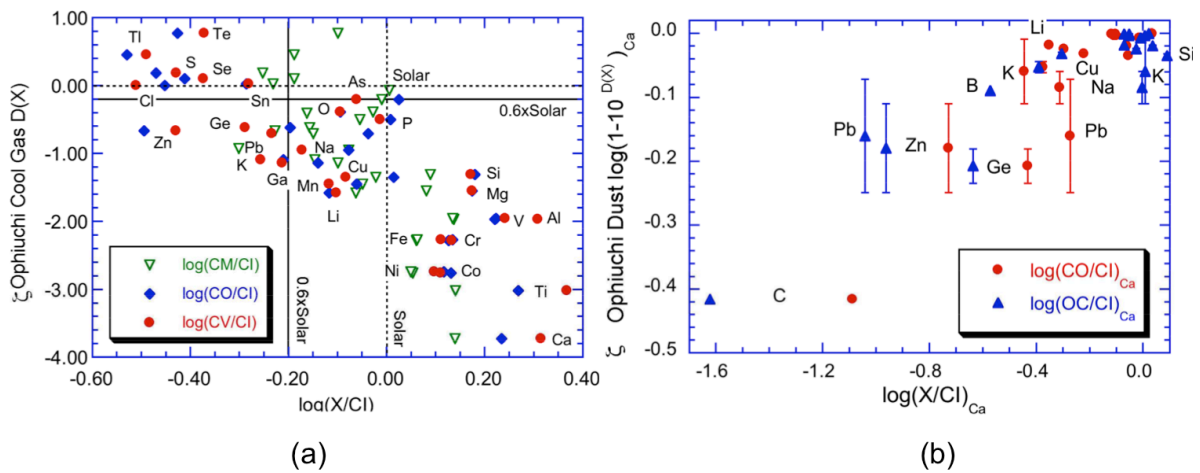 (a)
ζ Ophiuchi Cool Gas D(X)
1.00
0.00
-1.00
-2.00
-3.00
-4.00
Tl
Te
S
Se
As
Solar
Cl
Sn
O
0.6xSolar
Zn
Ge
P
Pb
Na
K
Ga
Cu
Mn
Si
Li
Mg
V
Al
Fe
Cr
Ni
Co
Ti
Ca
log(CM/CI)
log(CO/CI)
log(CV/CI)
0.6xSolar
Solar
-0.60
-0.40
-0.20
0.00
0.20
0.40
log(X/CI)
(a)
(b)
ζ Ophiuchi Dust log(1-10 D(X) )Ca
0.0
-0.1
-0.2
-0.3
-0.4
-0.5
Li
Si
K
Cu
K
B
Na
Pb
Zn
Pb
Ge
C
log(CO/CI)Ca
log(OC/CI)Ca
-1.6
-1.2
-0.8
-0.4
0.0
log(X/CI)Ca
(b)